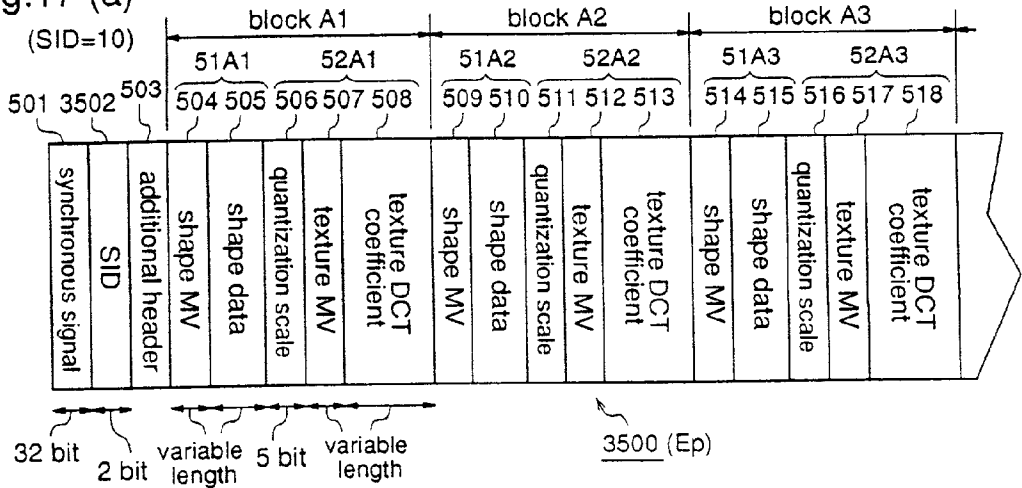 g.17 (a)
(SID=10)
block A1
block A2
block A3
51A1
52A1
51A2
52A2
51A3
52A3
501 3502 503 504 505 506 507 508 509 510 511 512 513 514 515 516 517 518
synchronous signal
SID
additional header
shape MV
shape data
quantization scale
texture MV
texture DCT
coefficient
shape MV
shape data
quantization scale
texture MV
texture DCT
coefficient
shape MV
shape data
quantization scale
texture MV
texture DCT
coefficient
32 bit
2 bit
variable
length
5 bit
variable
length
3500 (Ep)